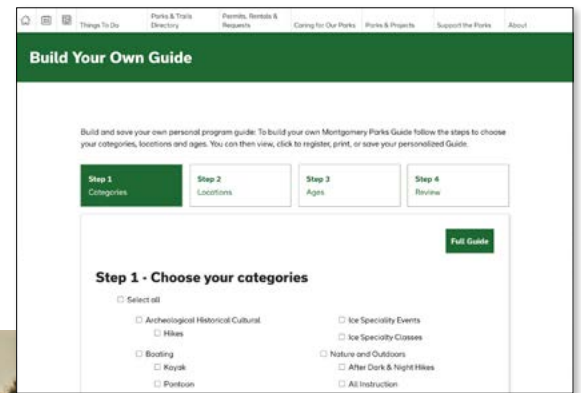 Things To Do
Parks & Trails Directory
Permits, Rentals & Requests
Caring for Our Parks
Parks & Projects
Support the Parks
About
Build Your Own Guide
Build and save your own personal program guide: To build your own Montgomery Parks Guide follow the steps to choose
your categories, locations and ages. You can then view, click to register, print, or save your personalized Guide.
Step 1
Categories
Step 2
Locations
Step 3
Ages
Step 4
Review
Full Guide
Step 1 - Choose your categories
Select all
Archeological Historical Cultural
Hikes
Boating
Kayak
Pontoon
Ice Speciality Events
Ice Specialty Classes
Nature and Outdoors
After Dark & Night Hikes
All Instruction